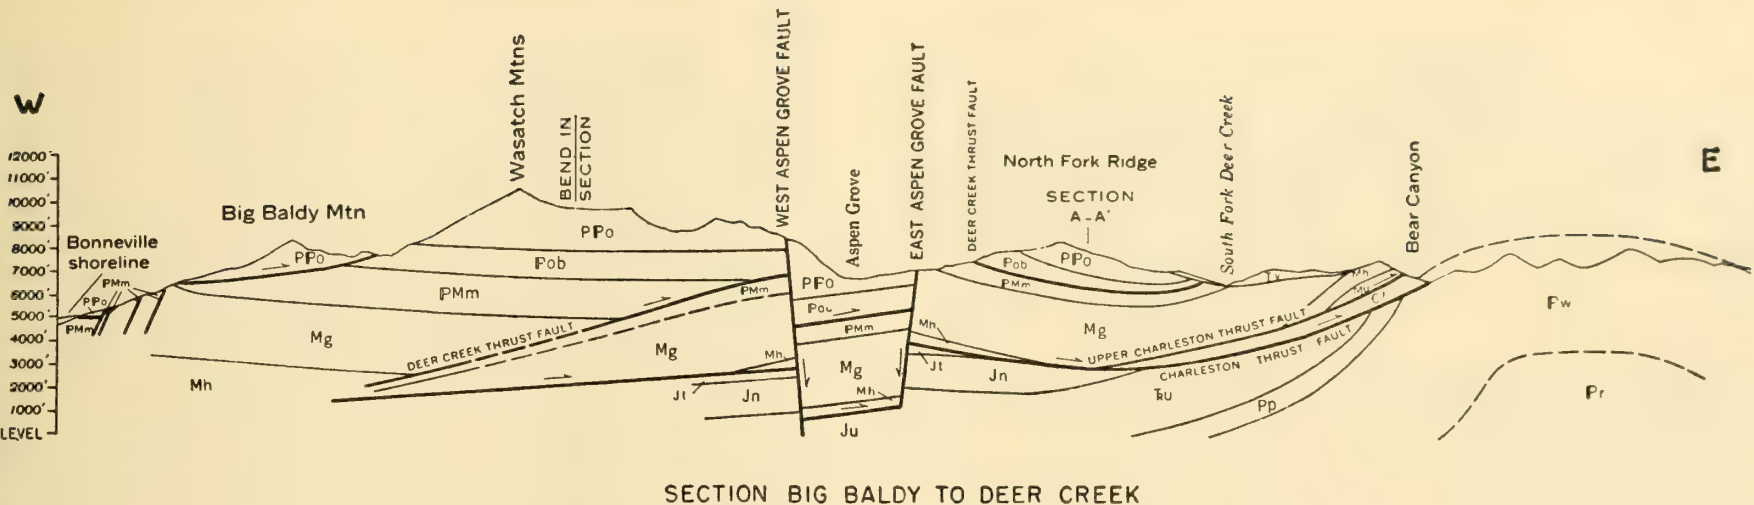 W
E
12000'
11000'
10000'
9000'
8000'
7000'
6000'
5000'
4000'
3000'
2000'
1000'
LEVEL
Bonneville
shoreline
Big Baldy Mtn
Wasatch Mtns
BEND IN
SECTION
WEST ASPEN GROVE FAULT
Aspen Grove
EAST ASPEN GROVE FAULT
DEER CREEK THRUST FAULT
North Fork Ridge
SECTION
A-A'
South Fork Deer Creek
Bear Canyon
PMm
PPo
PMm
PPo
PPo
Pob
PMm
Mg
Mh
DEER CREEK THRUST FAULT
PMm
Mg
Mh
Jt
Jn
PPo
PMm
Mg
Mh
Ju
Pob
PPo
PMm
Mh
Jt
Jn
Mg
UPPER CHARLESTON THRUST FAULT
CHARLESTON THRUST FAULT
TRu
Pp
Mh
Pw
Pr
SECTION BIG BALDY TO DEER CREEK